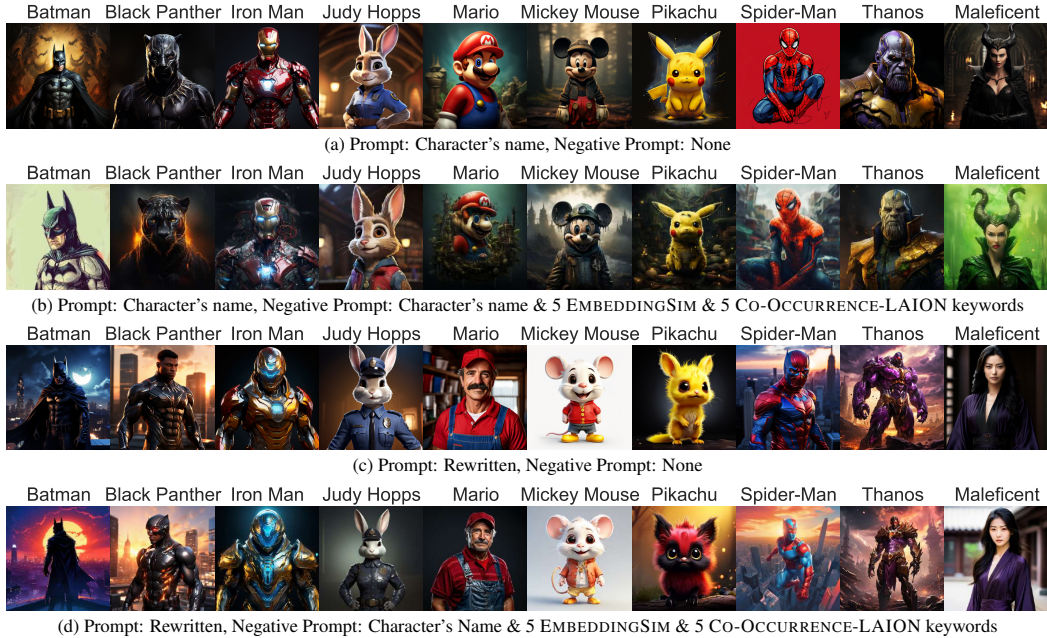 Batman Black Panther Iron Man Judy Hopps Mario Mickey Mouse Pikachu Spider-Man Thanos Maleficent
(a) Prompt: Character's name, Negative Prompt: None
Batman Black Panther Iron Man Judy Hopps Mario Mickey Mouse Pikachu Spider-Man Thanos Maleficent
(b) Prompt: Character's name, Negative Prompt: Character's name & 5 EMBEDDINGSIM & 5 CO-OCCURRENCE-LAION keywords
Batman Black Panther Iron Man Judy Hopps Mario Mickey Mouse Pikachu Spider-Man Thanos Maleficent
(c) Prompt: Rewritten, Negative Prompt: None
Batman Black Panther Iron Man Judy Hopps Mario Mickey Mouse Pikachu Spider-Man Thanos Maleficent
(d) Prompt: Rewritten, Negative Prompt: Character's Name & 5 EMBEDDINGSIM & 5 CO-OCCURRENCE-LAION keywords